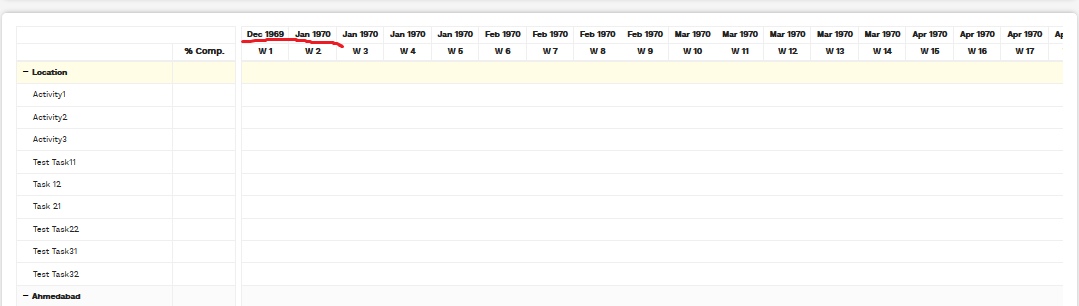 Dec 1969 Jan 1970 Jan 1970 Jan 1970 Jan 1970 Feb 1970 Feb 1970 Feb 1970 Feb 1970 Mar 1970 Mar 1970 Mar 1970 Mar 1970 Mar 1970 Apr 1970 Apr 1970 Apr 1970 Ap
% Comp. W 1 W 2 W 3 W 4 W 5 W 6 W 7 W 8 W 9 W 10 W 11 W 12 W 13 W 14 W 15 W 16 W 17
− Location
Activity1
Activity2
Activity3
Test Task11
Task 12
Task 21
Test Task22
Test Task31
Test Task32
− Ahmedabad